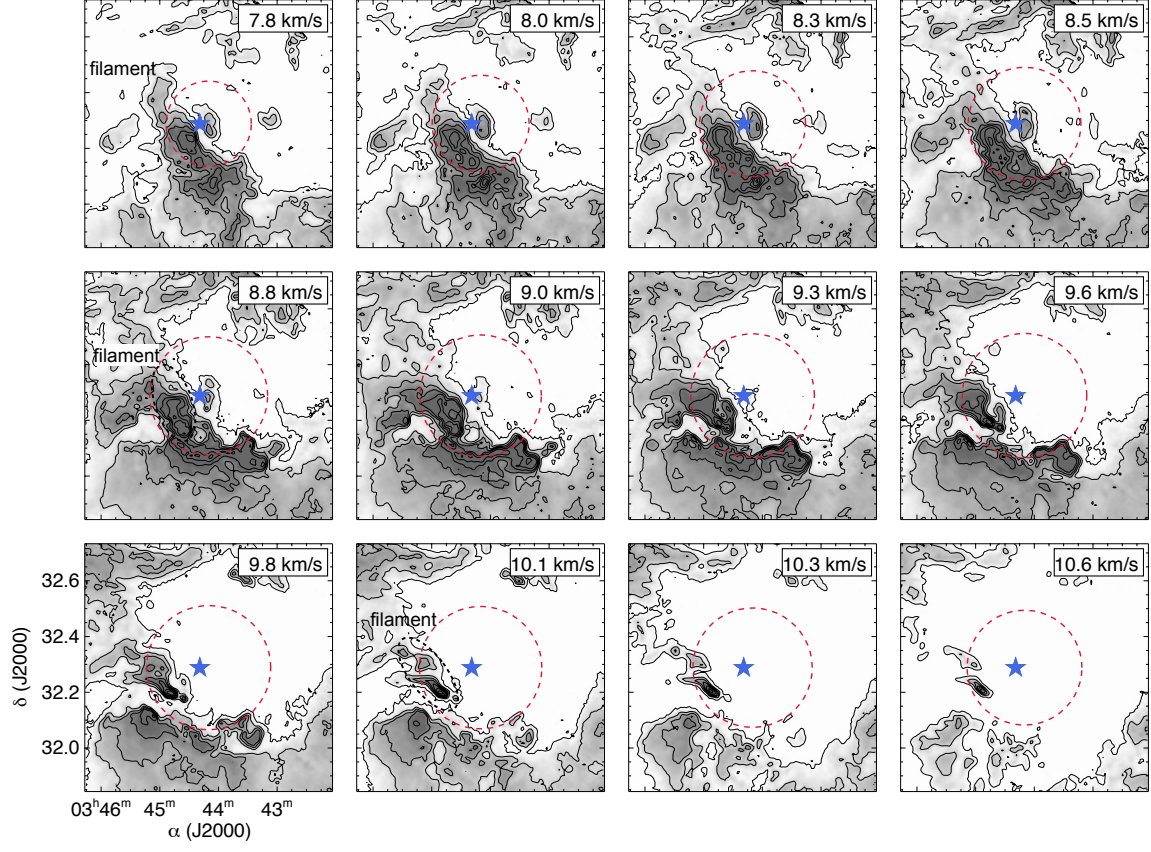 7.8 km/s
8.0 km/s
8.3 km/s
8.5 km/s
filament
8.8 km/s
9.0 km/s
9.3 km/s
9.6 km/s
filament
9.8 km/s
10.1 km/s
10.3 km/s
10.6 km/s
filament
32.6
32.4
32.2
32.0
δ (J2000)
03ʰ46ᵐ 45ᵐ 44ᵐ 43ᵐ
α (J2000)